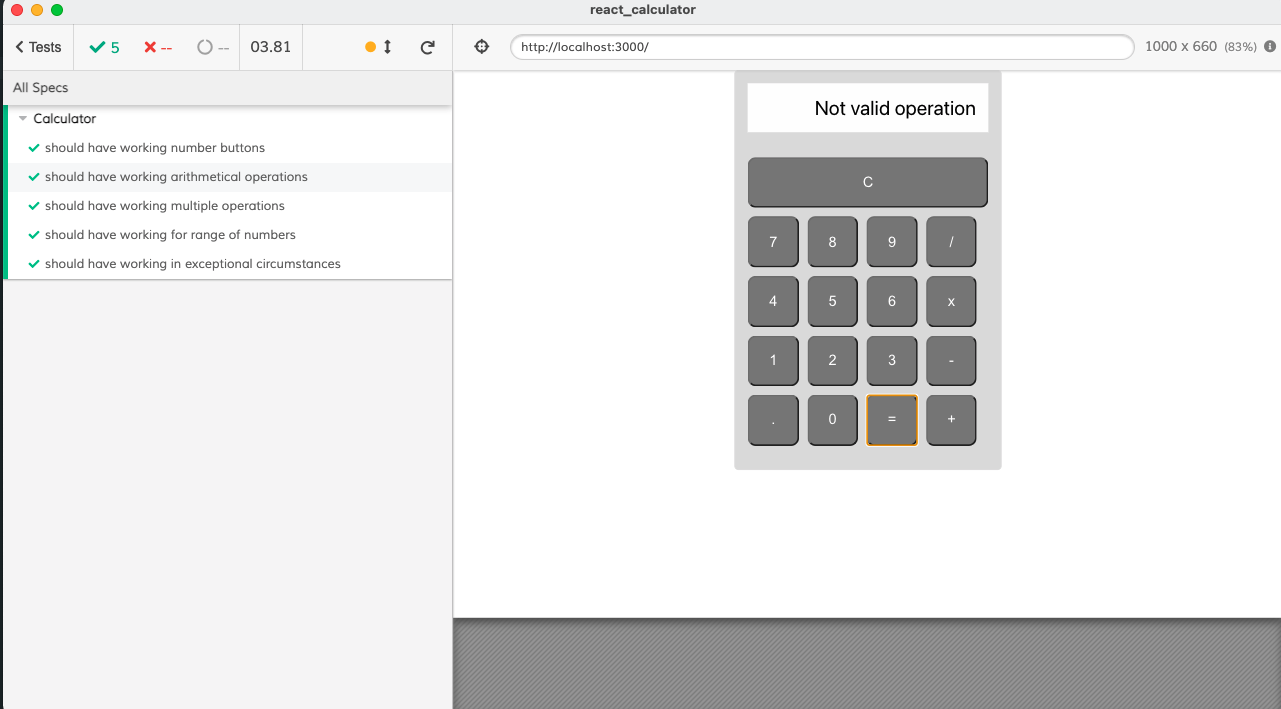 react_calculator
Tests 5 -- -- 03.81 http://localhost:3000/ 1000 x 660 (83%)
All Specs
Calculator
should have working number buttons
should have working arithmetical operations
should have working multiple operations
should have working for range of numbers
should have working in exceptional circumstances
Not valid operation
C
7 8 9 /
4 5 6 x
1 2 3 -
. 0 = +